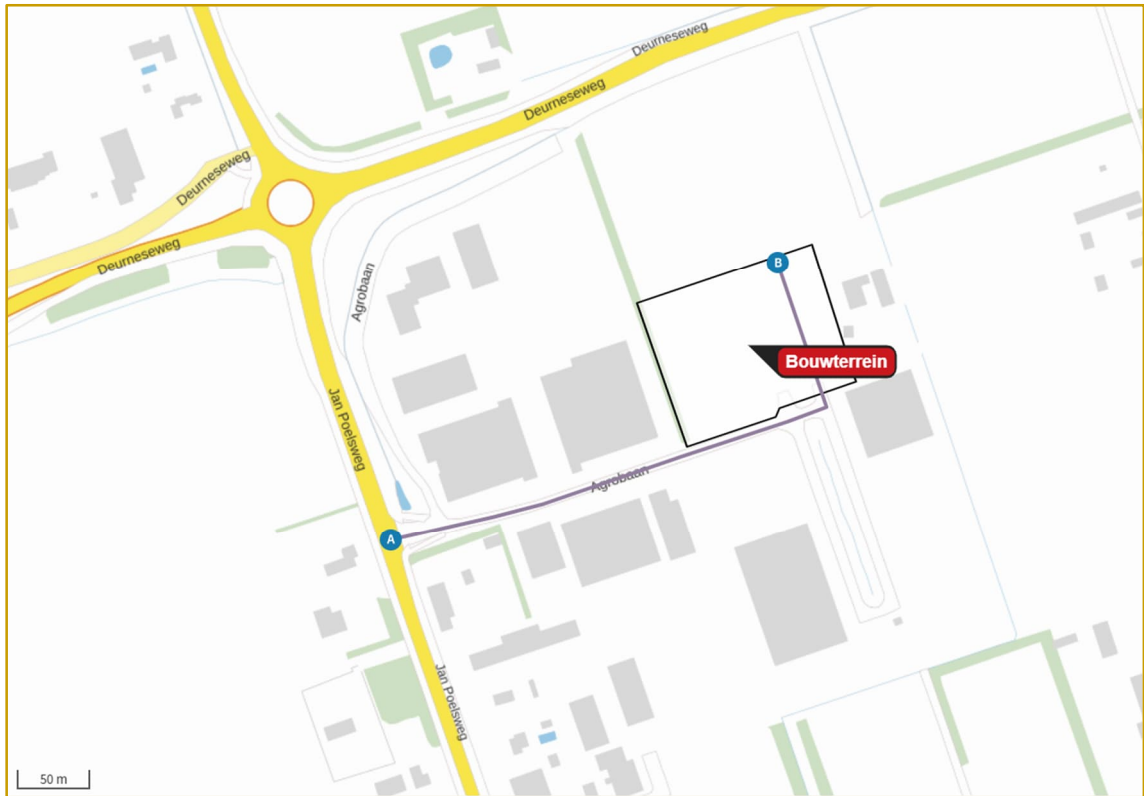 Deurneseweg
Deurneseweg
Deurneseweg
Deurneseweg
Agrobaan
B
Bouwterrein
Jan Poelsweg
Agrobaan
A
Jan Poelsweg
50 m